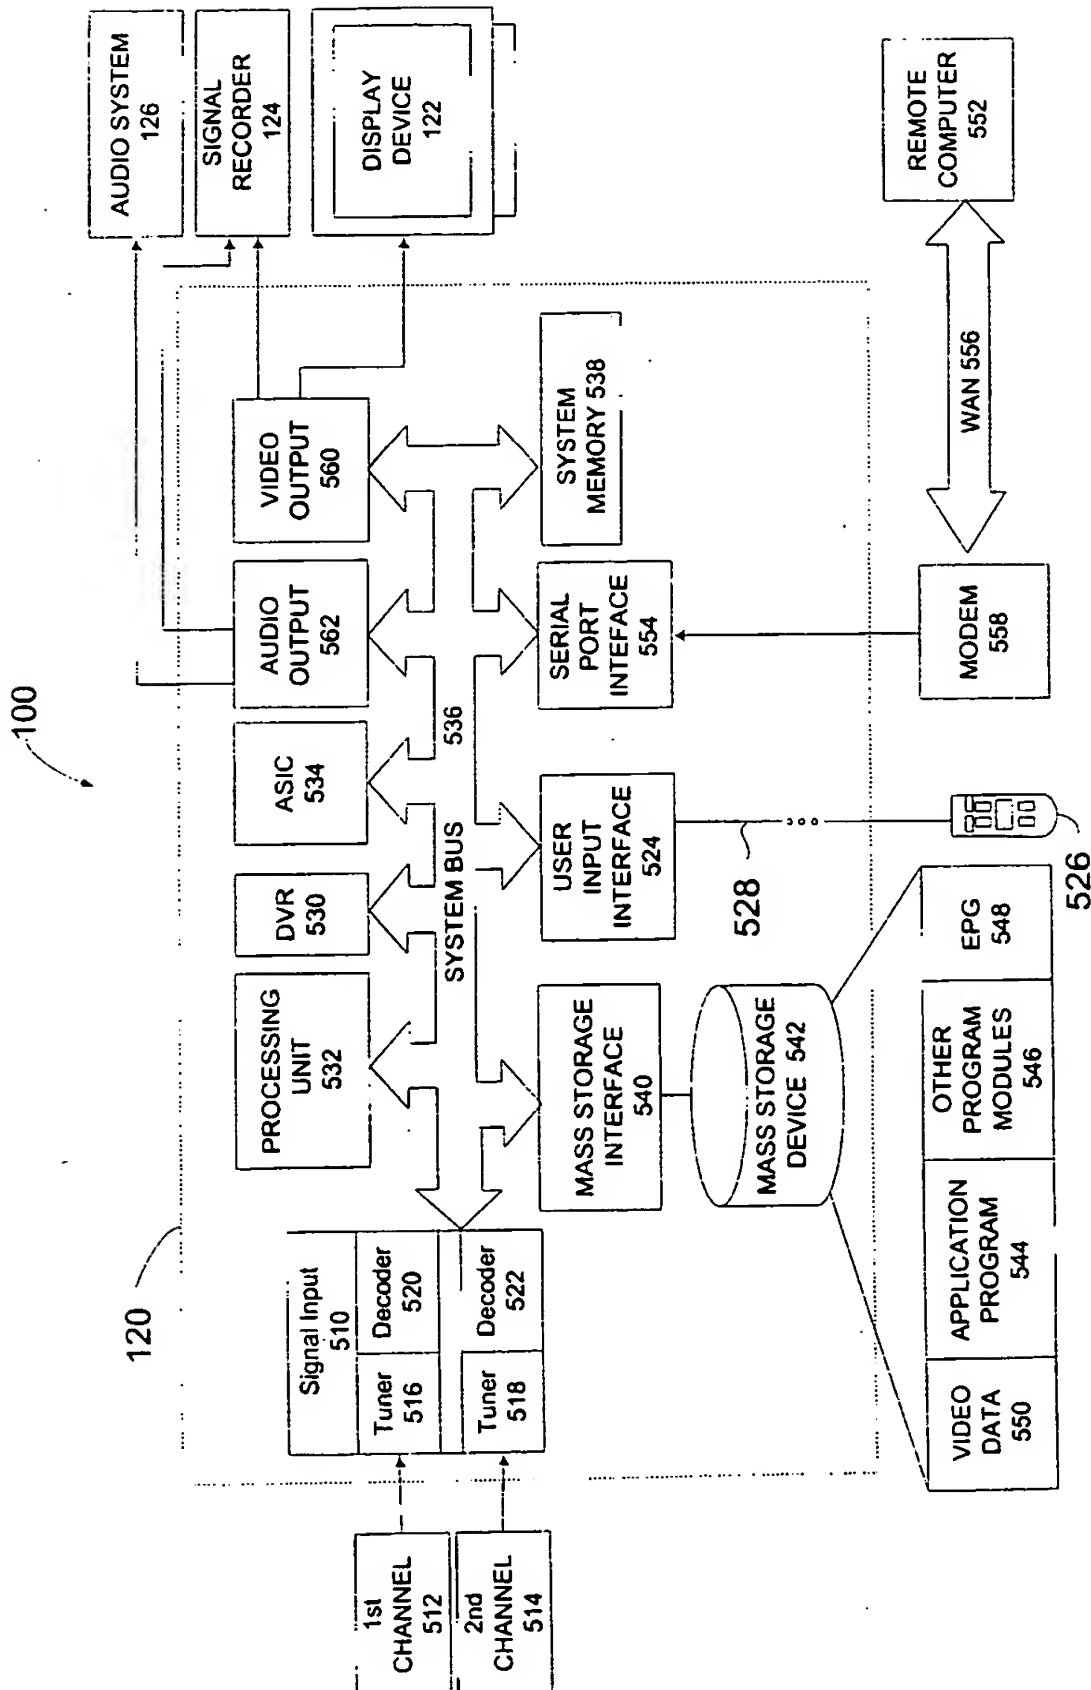 100
120
AUDIO SYSTEM
126
SIGNAL
RECORDER
124
DISPLAY
DEVICE
122
VIDEO
OUTPUT
560
AUDIO
OUTPUT
562
ASIC
534
DVR
530
PROCESSING
UNIT
532
Signal Input
510
Tuner
516
Decoder
520
Tuner
518
Decoder
522
1st
CHANNEL
512
2nd
CHANNEL
514
SYSTEM BUS
536
SYSTEM
MEMORY 538
SERIAL
PORT
INTEFACE
554
USER
INPUT
INTERFACE
524
MASS STORAGE
INTERFACE
540
MASS STORAGE
DEVICE 542
528
526
MODEM
558
WAN 556
REMOTE
COMPUTER
552
VIDEO
DATA
550
APPLICATION
PROGRAM
544
OTHER
PROGRAM
MODULES
546
EPG
548